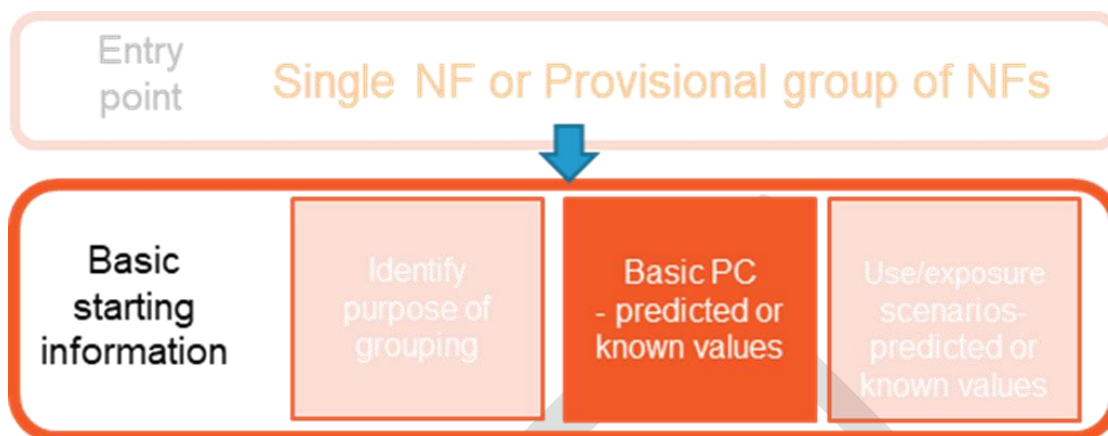 Entry
point
Single NF or Provisional group of NFs
Basic
starting
information
Identify
purpose of
grouping
Basic PC
- predicted or
known values
Use/exposure
scenarios-
predicted or
known values